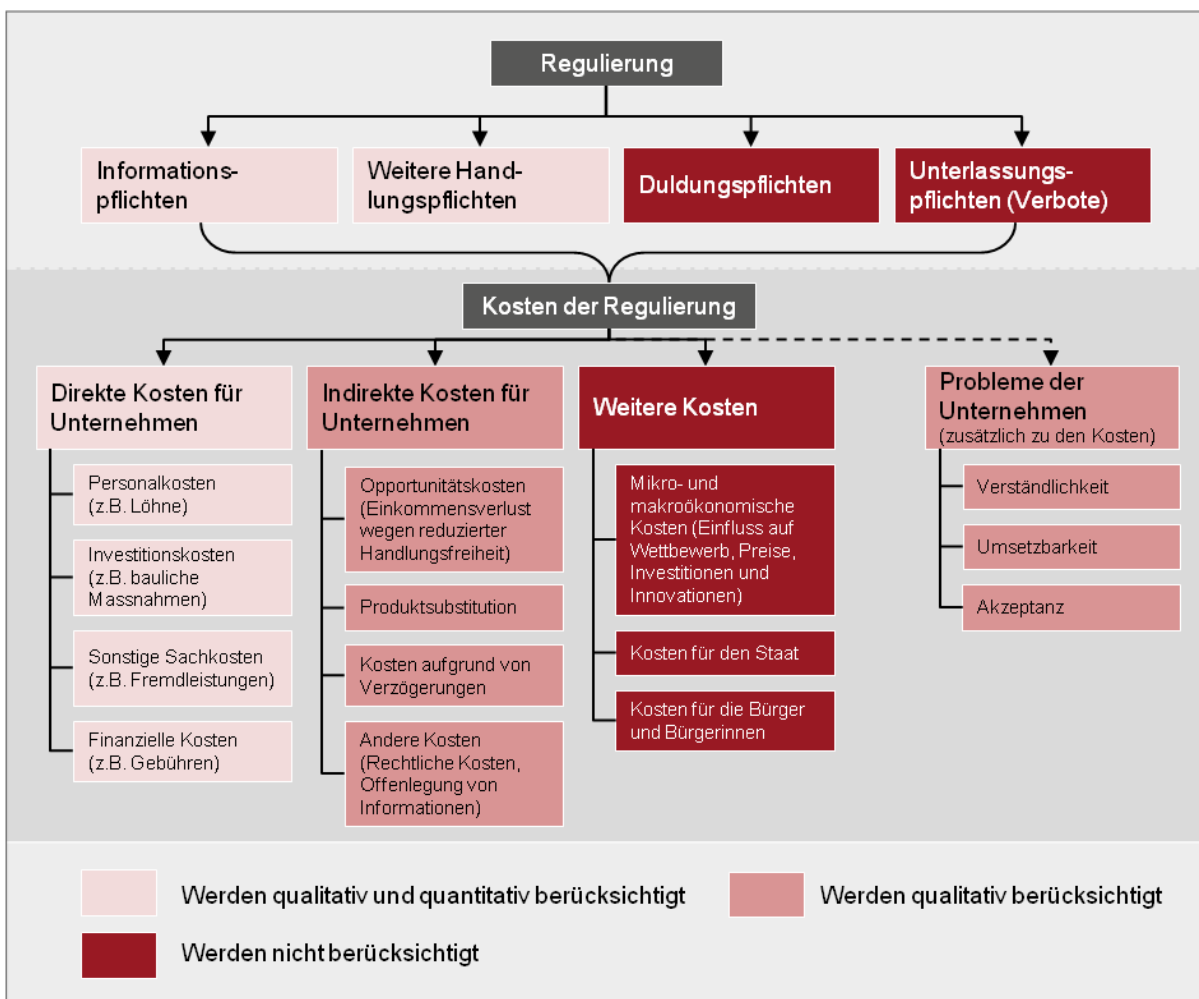 Regulierung
Informations-
pflichten
Weitere Hand-
lungspflichten
Duldungspflichten
Unterlassungs-
pflichten (Verbote)
Kosten der Regulierung
Direkte Kosten für
Unternehmen
Personalkosten
(z.B. Löhne)
Investitionskosten
(z.B. bauliche
Massnahmen)
Sonstige Sachkosten
(z.B. Fremdleistungen)
Finanzielle Kosten
(z.B. Gebühren)
Indirekte Kosten für
Unternehmen
Opportunitätskosten
(Einkommensverlust
wegen reduzierter
Handlungsfreiheit)
Produktsubstitution
Kosten aufgrund von
Verzögerungen
Andere Kosten
(Rechtliche Kosten,
Offenlegung von
Informationen)
Weitere Kosten
Mikro- und
makroökonomische
Kosten (Einfluss auf
Wettbewerb, Preise,
Investitionen und
Innovationen)
Kosten für den Staat
Kosten für die Bürger
und Bürgerinnen
Probleme der
Unternehmen
(zusätzlich zu den Kosten)
Verständlichkeit
Umsetzbarkeit
Akzeptanz
Werden qualitativ und quantitativ berücksichtigt
Werden qualitativ berücksichtigt
Werden nicht berücksichtigt